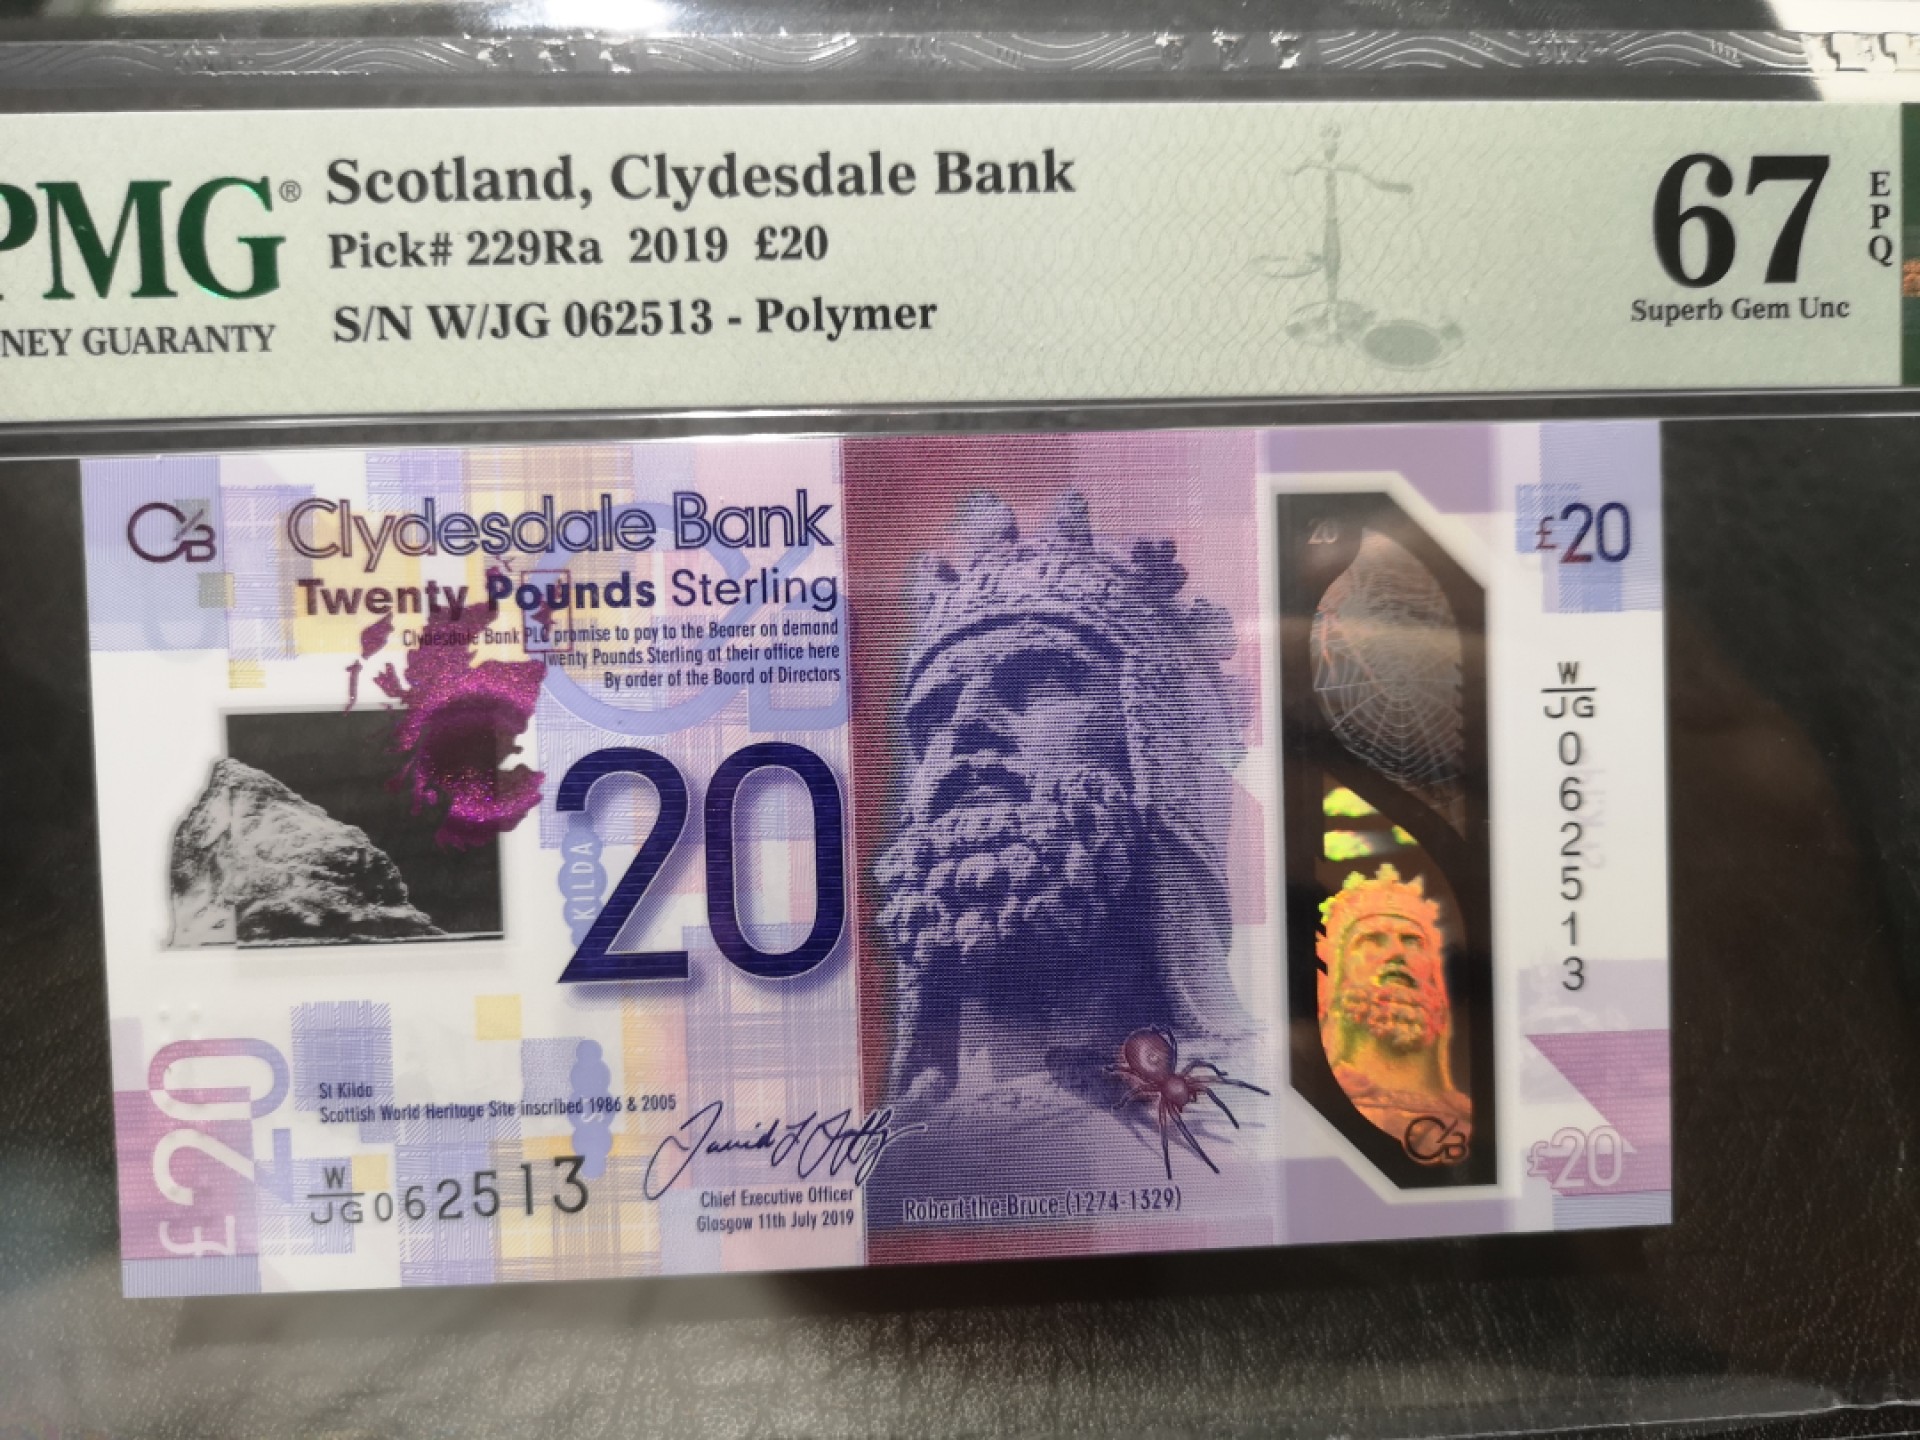 PMG®
Scotland, Clydesdale Bank
Pick# 229Ra 2019 £20
S/N W/JG 062513 - Polymer
NEY GUARANTY
67
EPQ
Superb Gem Unc
CB
Clydesdale Bank
Twenty Pounds Sterling
Clydesdale Bank PLC promise to pay to the Bearer on demand
Twenty Pounds Sterling at their office here
By order of the Board of Directors
20
KILDA
£20
St Kilda
Scottish World Heritage Site inscribed 1986 & 2005
W/JG 062513
Chief Executive Officer
Glasgow 11th July 2019
Robert the Bruce (1274-1329)
20
CB
£20
W/JG 062513
£20